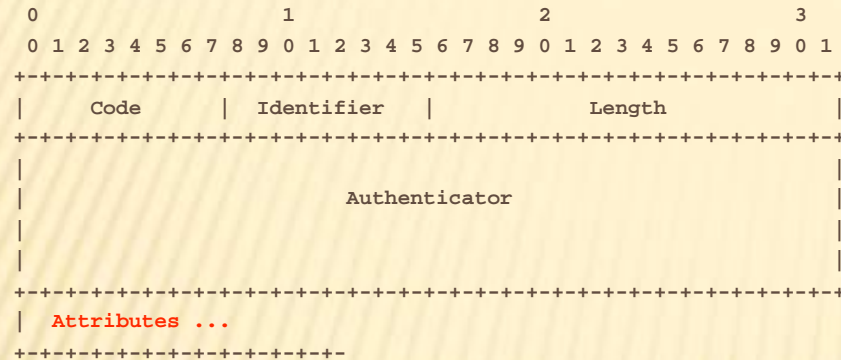 0                   1                   2                   3
0 1 2 3 4 5 6 7 8 9 0 1 2 3 4 5 6 7 8 9 0 1 2 3 4 5 6 7 8 9 0 1
+-+-+-+-+-+-+-+-+-+-+-+-+-+-+-+-+-+-+-+-+-+-+-+-+-+-+-+-+-+-+-+-+
|     Code      |  Identifier   |            Length             |
+-+-+-+-+-+-+-+-+-+-+-+-+-+-+-+-+-+-+-+-+-+-+-+-+-+-+-+-+-+-+-+-+
|                                                               |
|                         Authenticator                         |
|                                                               |
|                                                               |
+-+-+-+-+-+-+-+-+-+-+-+-+-+-+-+-+-+-+-+-+-+-+-+-+-+-+-+-+-+-+-+-+
|  Attributes ...
+-+-+-+-+-+-+-+-+-+-+-+-+-